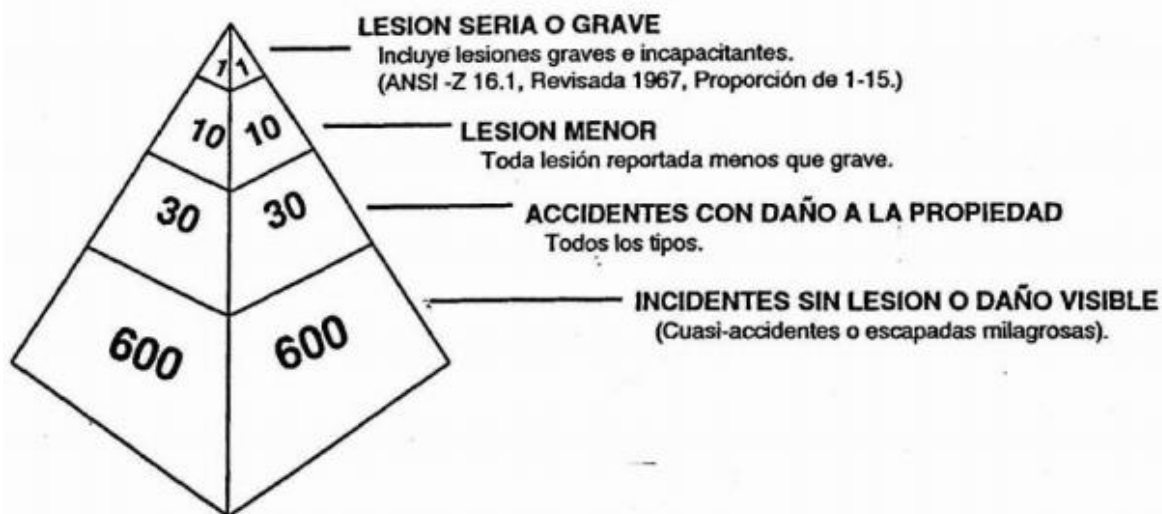 LESION SERIA O GRAVE
Incluye lesiones graves e incapacitantes.
(ANSI -Z 16.1, Revisada 1967, Proporción de 1-15.)
1 1
10 10
LESION MENOR
Toda lesión reportada menos que grave.
30 30
ACCIDENTES CON DAÑO A LA PROPIEDAD
Todos los tipos.
INCIDENTES SIN LESION O DAÑO VISIBLE
(Cuasi-accidentes o escapadas milagrosas).
600 600